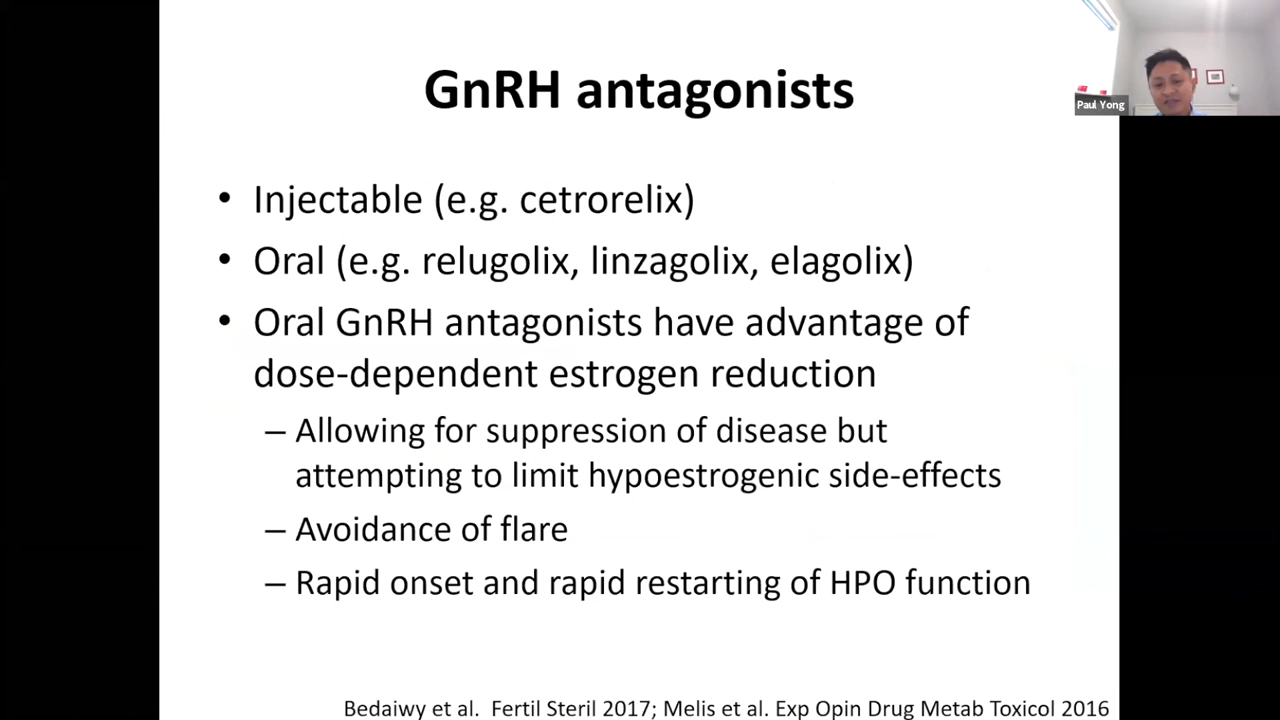 GnRH antagonists
Paul Yong
• Injectable (e.g. cetrorelix)
• Oral (e.g. relugolix, linzagolix, elagolix)
• Oral GnRH antagonists have advantage of
dose-dependent estrogen reduction
– Allowing for suppression of disease but
attempting to limit hypoestrogenic side-effects
– Avoidance of flare
– Rapid onset and rapid restarting of HPO function
Bedaiwy et al. Fertil Steril 2017; Melis et al. Exp Opin Drug Metab Toxicol 2016